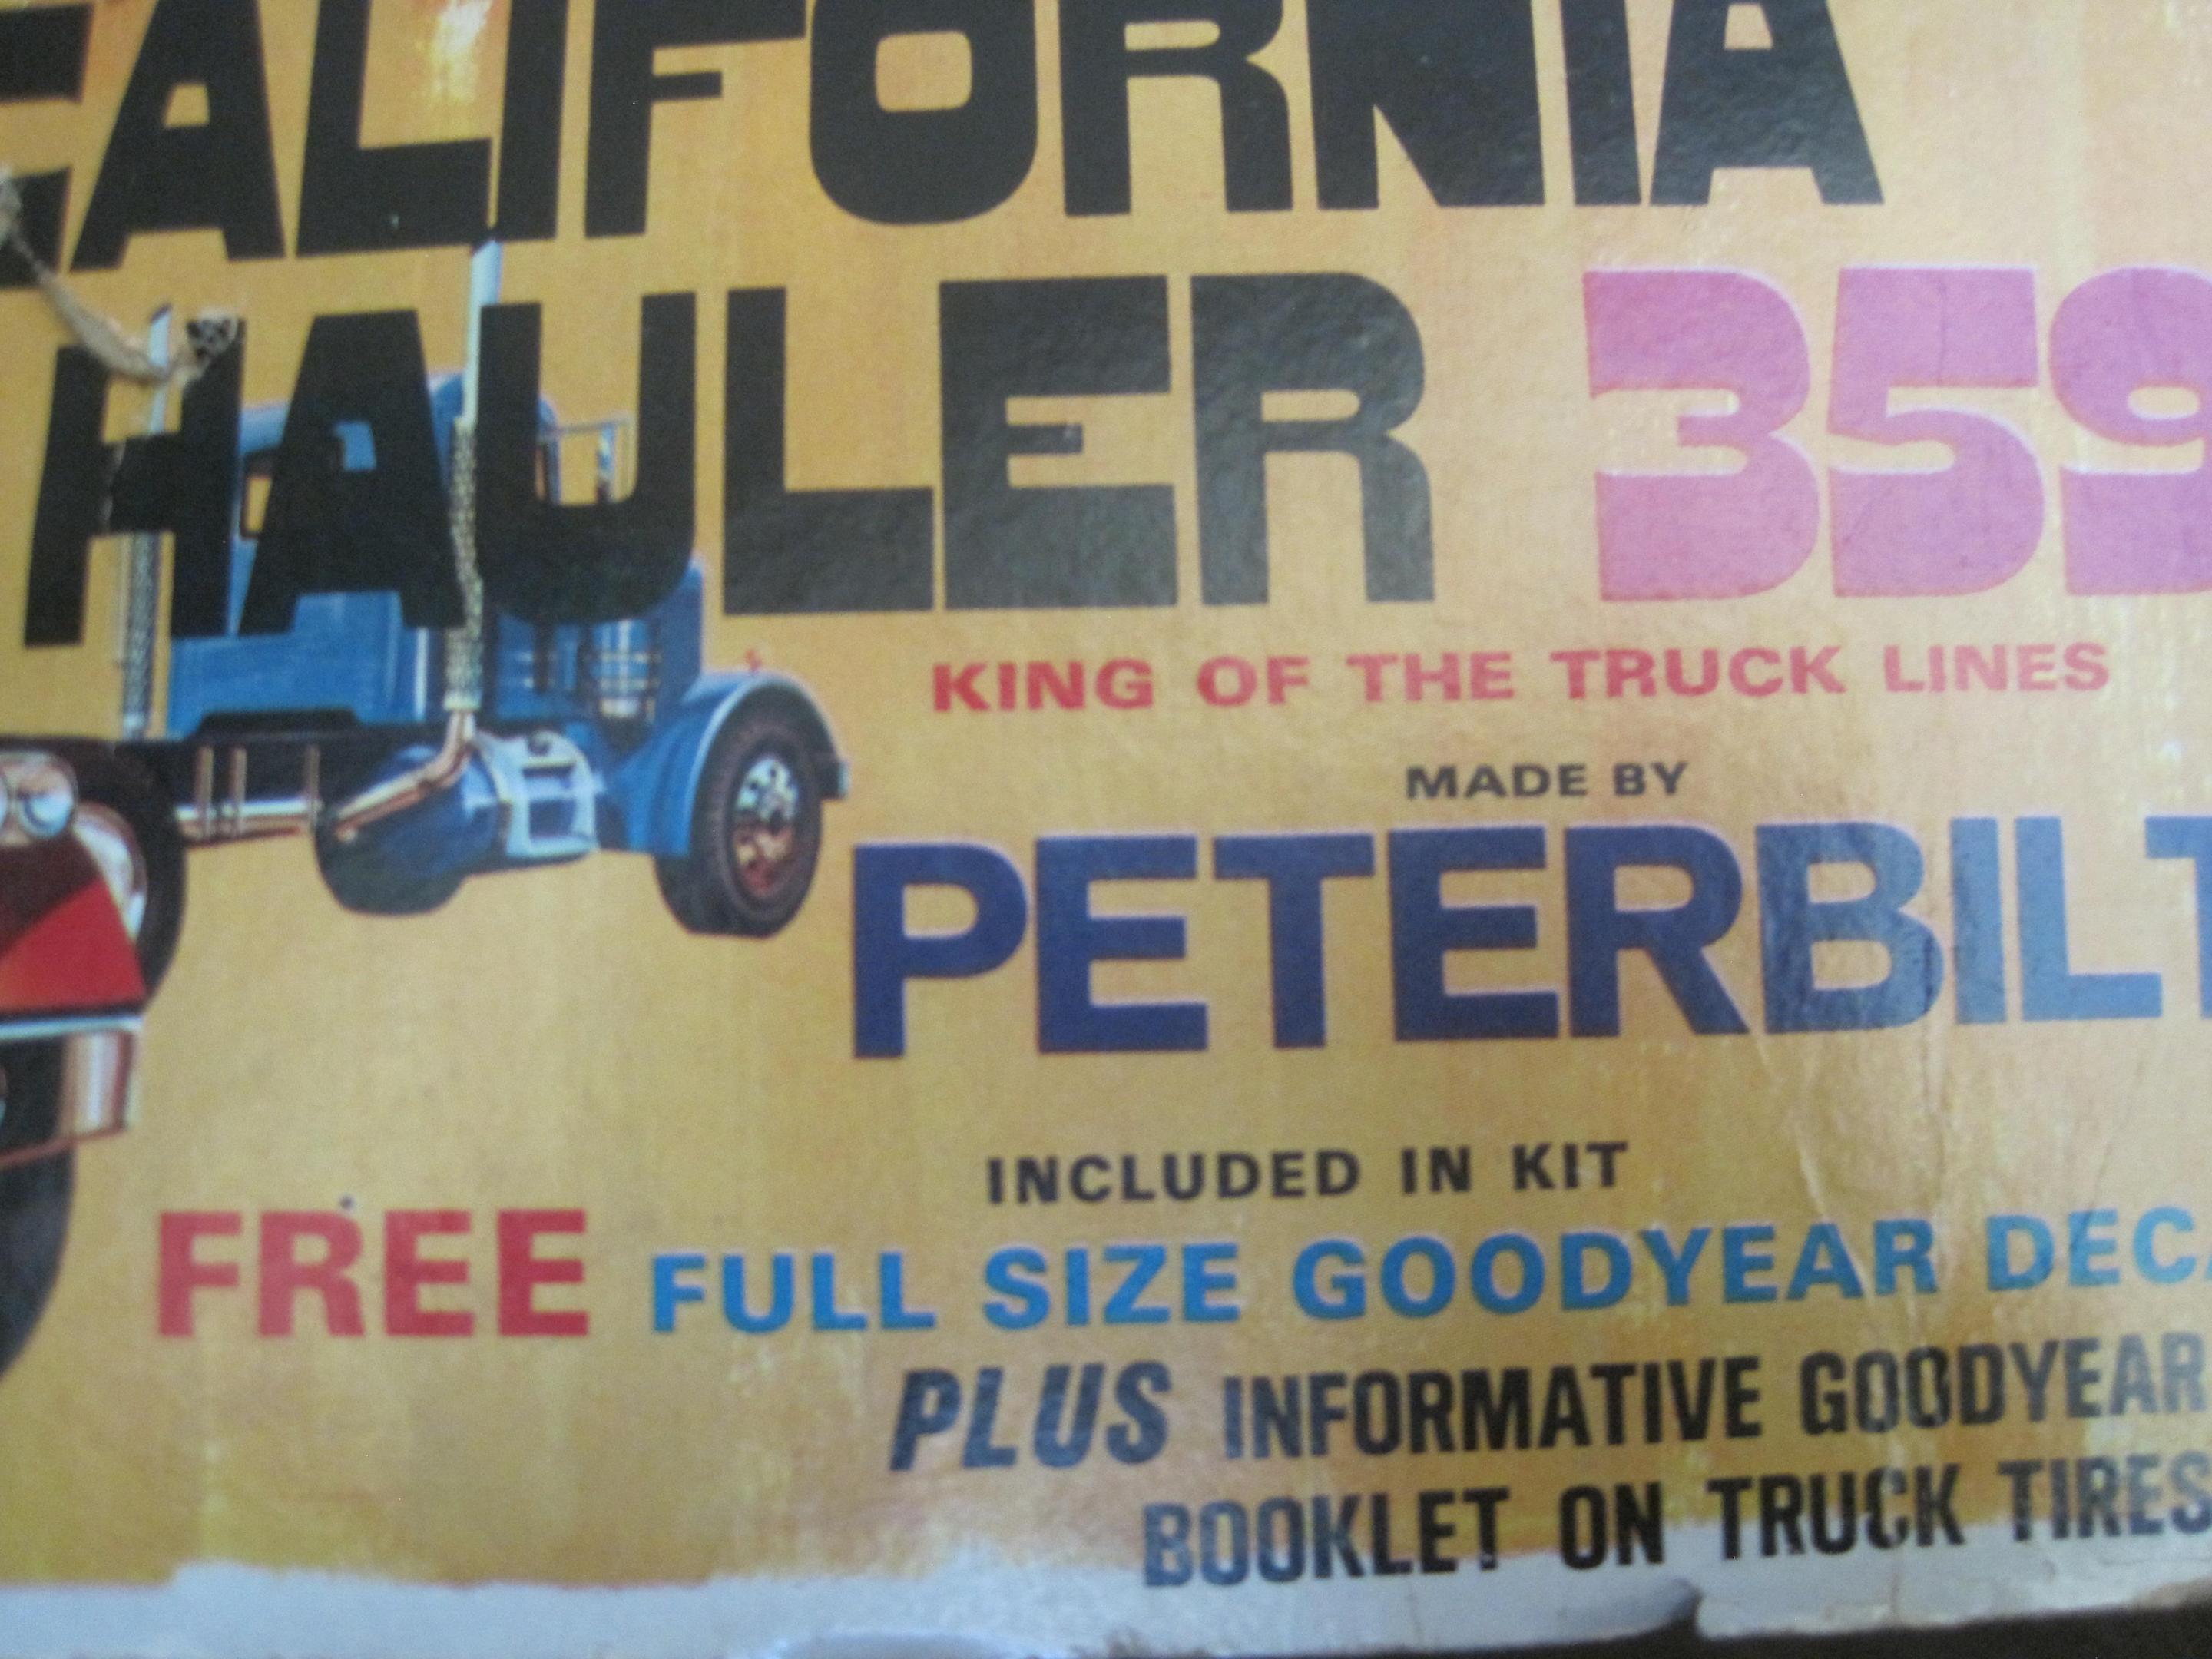 CALIFORNIA
HAULER 359
KING OF THE TRUCK LINES
MADE BY
PETERBILT
INCLUDED IN KIT
FREE FULL SIZE GOODYEAR DECA
PLUS INFORMATIVE GOODYEAR
BOOKLET ON TRUCK TIRES